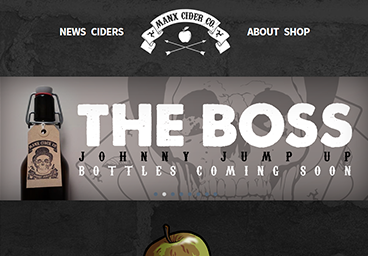 NEWS CIDERS
MANX CIDER CO.
ABOUT SHOP
THE BOSS
JOHNNY JUMP UP
BOTTLES COMING SOON
MANX CIDER CO